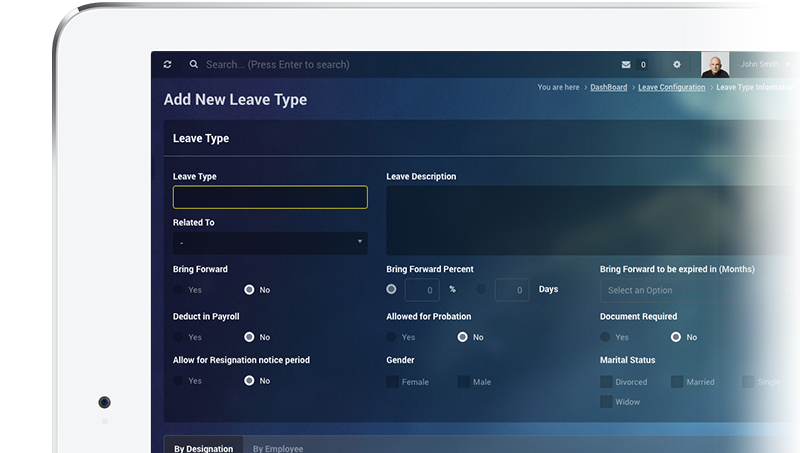 Search... (Press Enter to search)
0
John Smith
You are here > DashBoard > Leave Configuration > Leave Type Information
Add New Leave Type
Leave Type
Leave Type
Leave Description
Related To
-
Bring Forward
Yes No
Bring Forward Percent
0 % 0 Days
Bring Forward to be expired in (Months)
Select an Option
Deduct in Payroll
Yes No
Allowed for Probation
Yes No
Document Required
Yes No
Allow for Resignation notice period
Yes No
Gender
Female Male
Marital Status
Divorced Married Single
Widow
By Designation By Employee